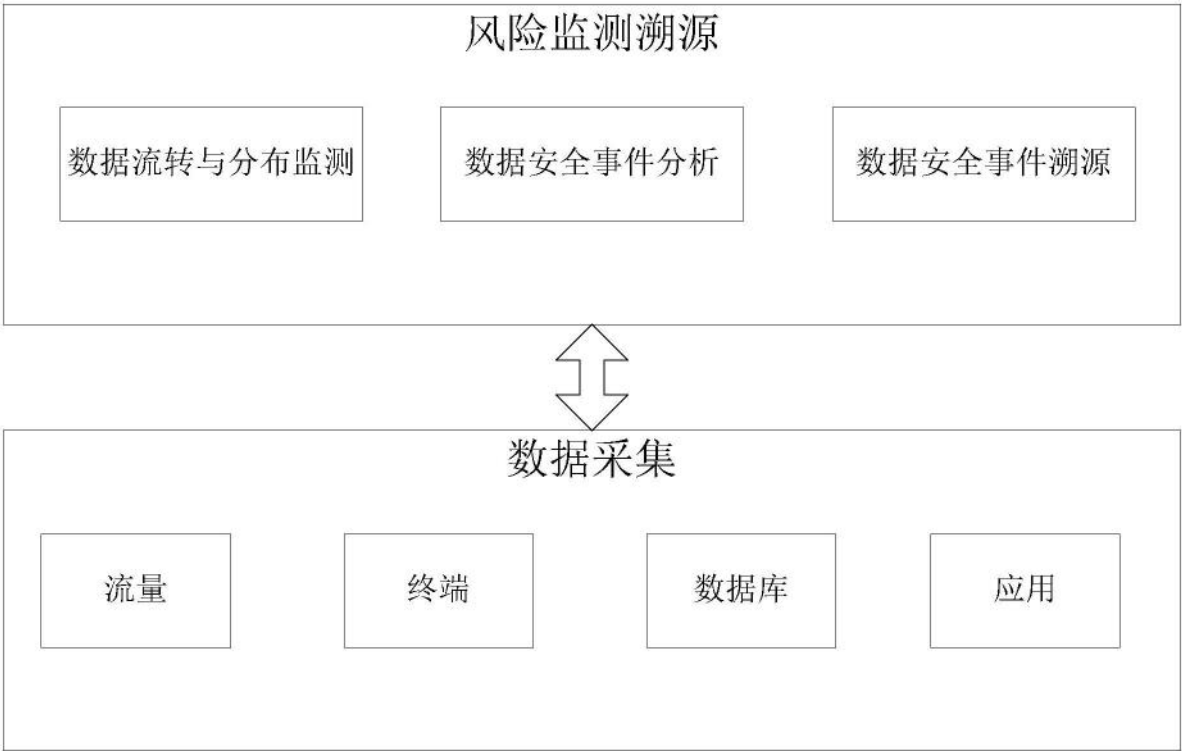 风险监测溯源
数据流转与分布监测
数据安全事件分析
数据安全事件溯源
数据采集
流量
终端
数据库
应用